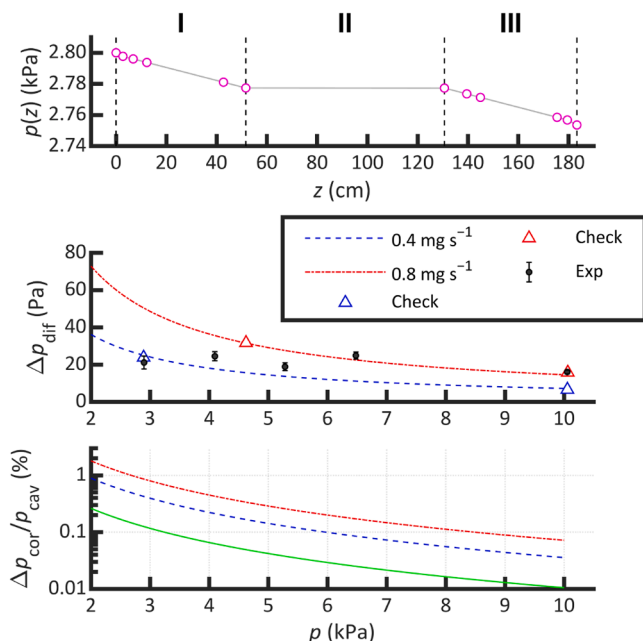 I II III
2.80
2.78
2.76
2.74
p(z) (kPa)
0 20 40 60 80 100 120 140 160 180
z (cm)
0.4 mg s⁻¹
0.8 mg s⁻¹
Check
Check
Exp
80
60
40
20
0
Δp_dif (Pa)
2 3 4 5 6 7 8 9 10
1
0.1
0.01
Δp_cor/p_cav (%)
2 3 4 5 6 7 8 9 10
p (kPa)